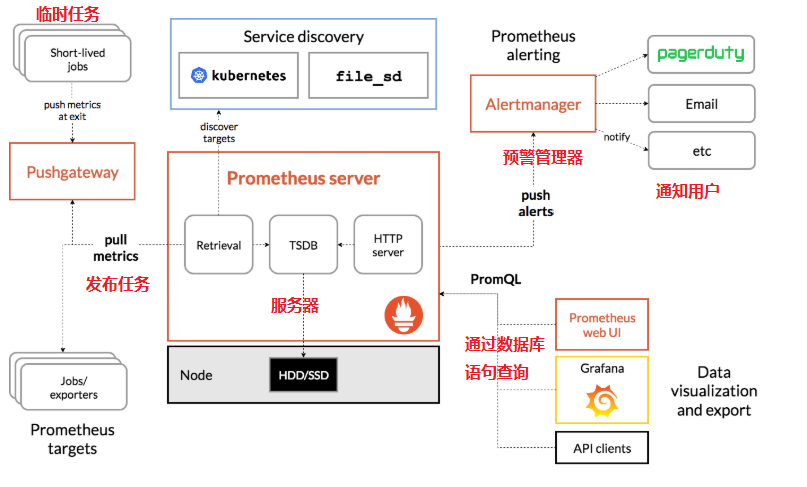 临时任务
Short-lived
jobs
push metrics
at exit
Pushgateway
pull
metrics
发布任务
Jobs/
exporters
Prometheus
targets
Service discovery
kubernetes
file_sd
discover
targets
Prometheus server
Retrieval
TSDB
HTTP
server
服务器
Node
HDD/SSD
Prometheus
alerting
Alertmanager
预警管理器
push
alerts
pagerduty
Email
notify
etc
通知用户
PromQL
通过数据库
语句查询
Prometheus
web UI
Grafana
API clients
Data
visualization
and export